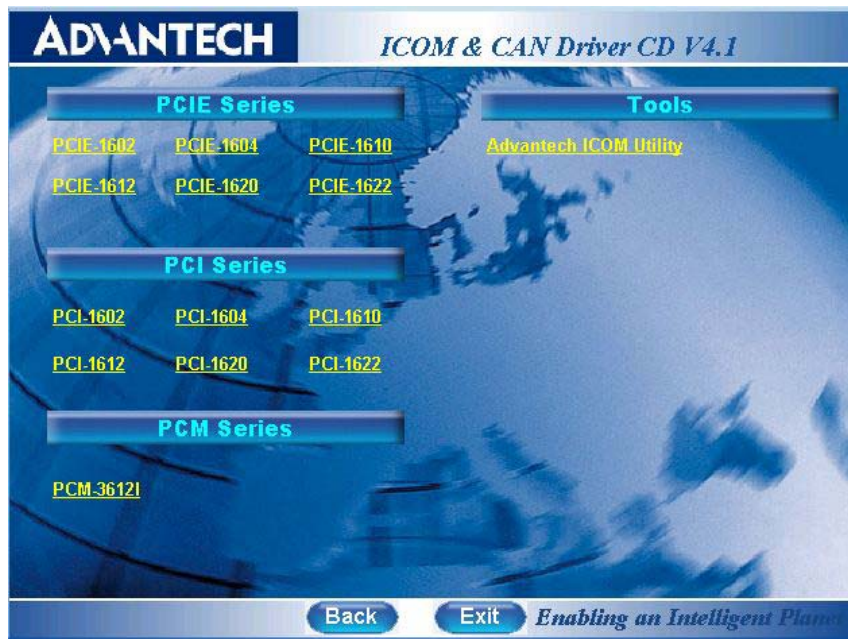 ADVANTECH
ICOM & CAN Driver CD V4.1
PCIE Series
PCIE-1602 PCIE-1604 PCIE-1610
PCIE-1612 PCIE-1620 PCIE-1622
PCI Series
PCI-1602 PCI-1604 PCI-1610
PCI-1612 PCI-1620 PCI-1622
PCM Series
PCM-3612I
Tools
Advantech ICOM Utility
Back Exit Enabling an Intelligent Planet